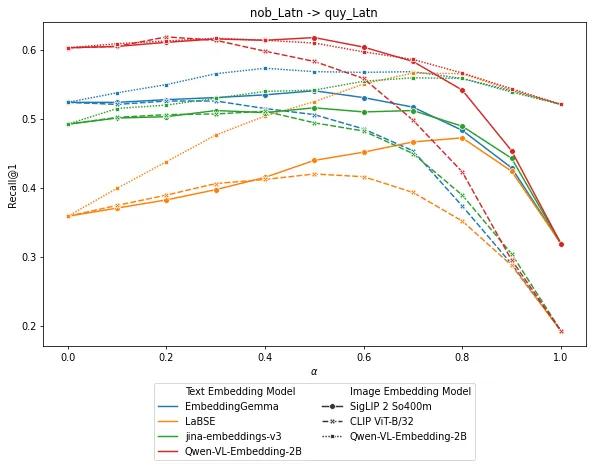 nob_Latn -> quy_Latn
0.6
0.5
0.4
0.3
0.2
Recall@1
0.0 0.2 0.4 0.6 0.8 1.0
α
Text Embedding Model Image Embedding Model
EmbeddingGemma SigLIP 2 So400m
LaBSE CLIP ViT-B/32
jina-embeddings-v3 Qwen-VL-Embedding-2B
Qwen-VL-Embedding-2B